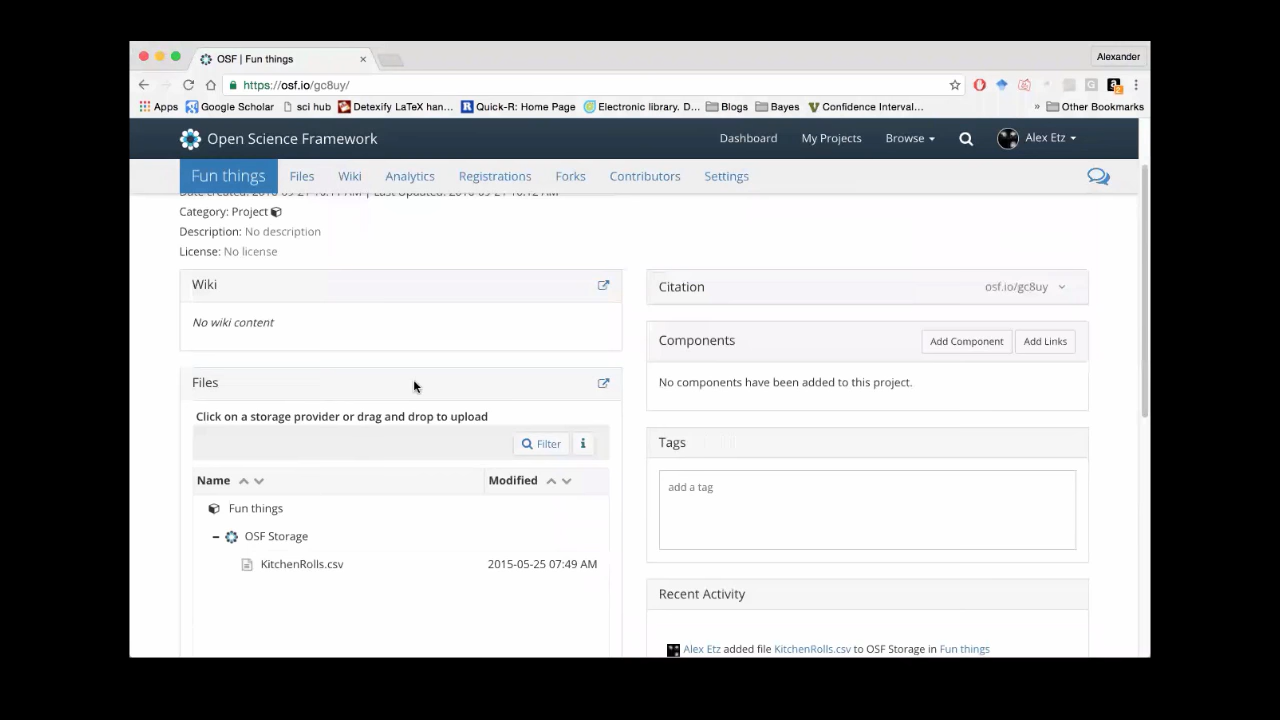 OSF | Fun things
Alexander
https://osf.io/gc8uy/
Apps Google Scholar sci hub Detexify LaTeX han... Quick-R: Home Page Electronic library. D... Blogs Bayes Confidence Interval... » Other Bookmarks
Open Science Framework Dashboard My Projects Browse Alex Etz
Fun things Files Wiki Analytics Registrations Forks Contributors Settings
Category: Project
Description: No description
License: No license
Wiki
No wiki content
Files
Click on a storage provider or drag and drop to upload
Filter
Name Modified
Fun things
OSF Storage
KitchenRolls.csv 2015-05-25 07:49 AM
Citation osf.io/gc8uy
Components Add Component Add Links
No components have been added to this project.
Tags
add a tag
Recent Activity
Alex Etz added file KitchenRolls.csv to OSF Storage in Fun things